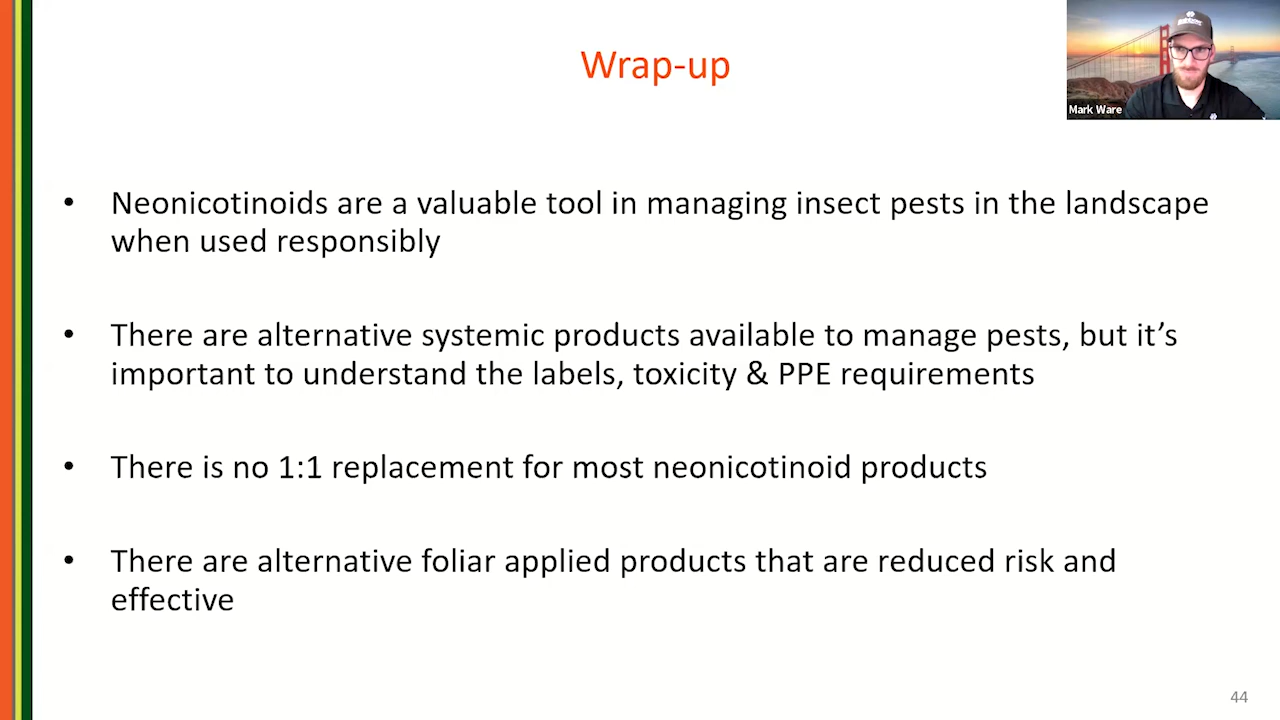 Wrap-up
Mark Ware
• Neonicotinoids are a valuable tool in managing insect pests in the landscape
when used responsibly
• There are alternative systemic products available to manage pests, but it’s
important to understand the labels, toxicity & PPE requirements
• There is no 1:1 replacement for most neonicotinoid products
• There are alternative foliar applied products that are reduced risk and
effective
44